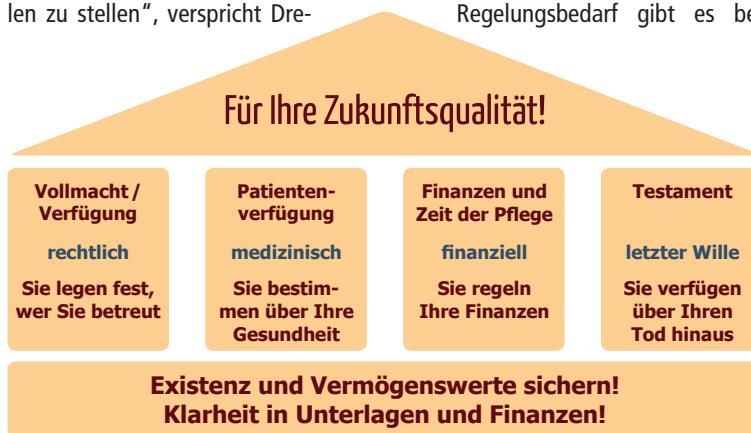 len zu stellen“, verspricht Dre-
Regelungsbedarf gibt es be
Für Ihre Zukunftsqualität!
Vollmacht /
Verfügung
rechtlich
Sie legen fest,
wer Sie betreut
Patienten-
verfügung
medizinisch
Sie bestim-
men über Ihre
Gesundheit
Finanzen und
Zeit der Pflege
finanziell
Sie regeln
Ihre Finanzen
Testament
letzter Wille
Sie verfügen
über Ihren
Tod hinaus
Existenz und Vermögenswerte sichern!
Klarheit in Unterlagen und Finanzen!